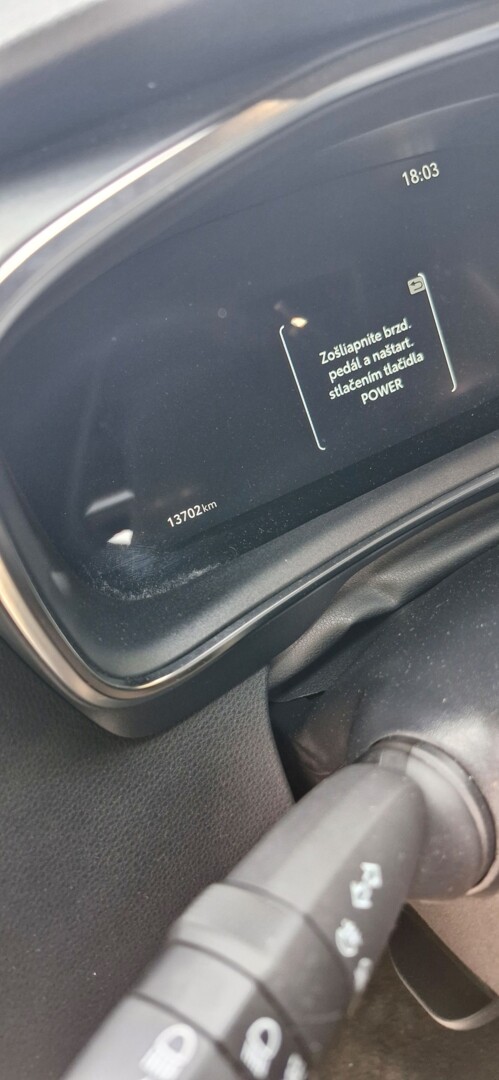 18:03
Zošliapnite brzd.
pedál a naštart.
stlačením tlačidla
POWER
13702km